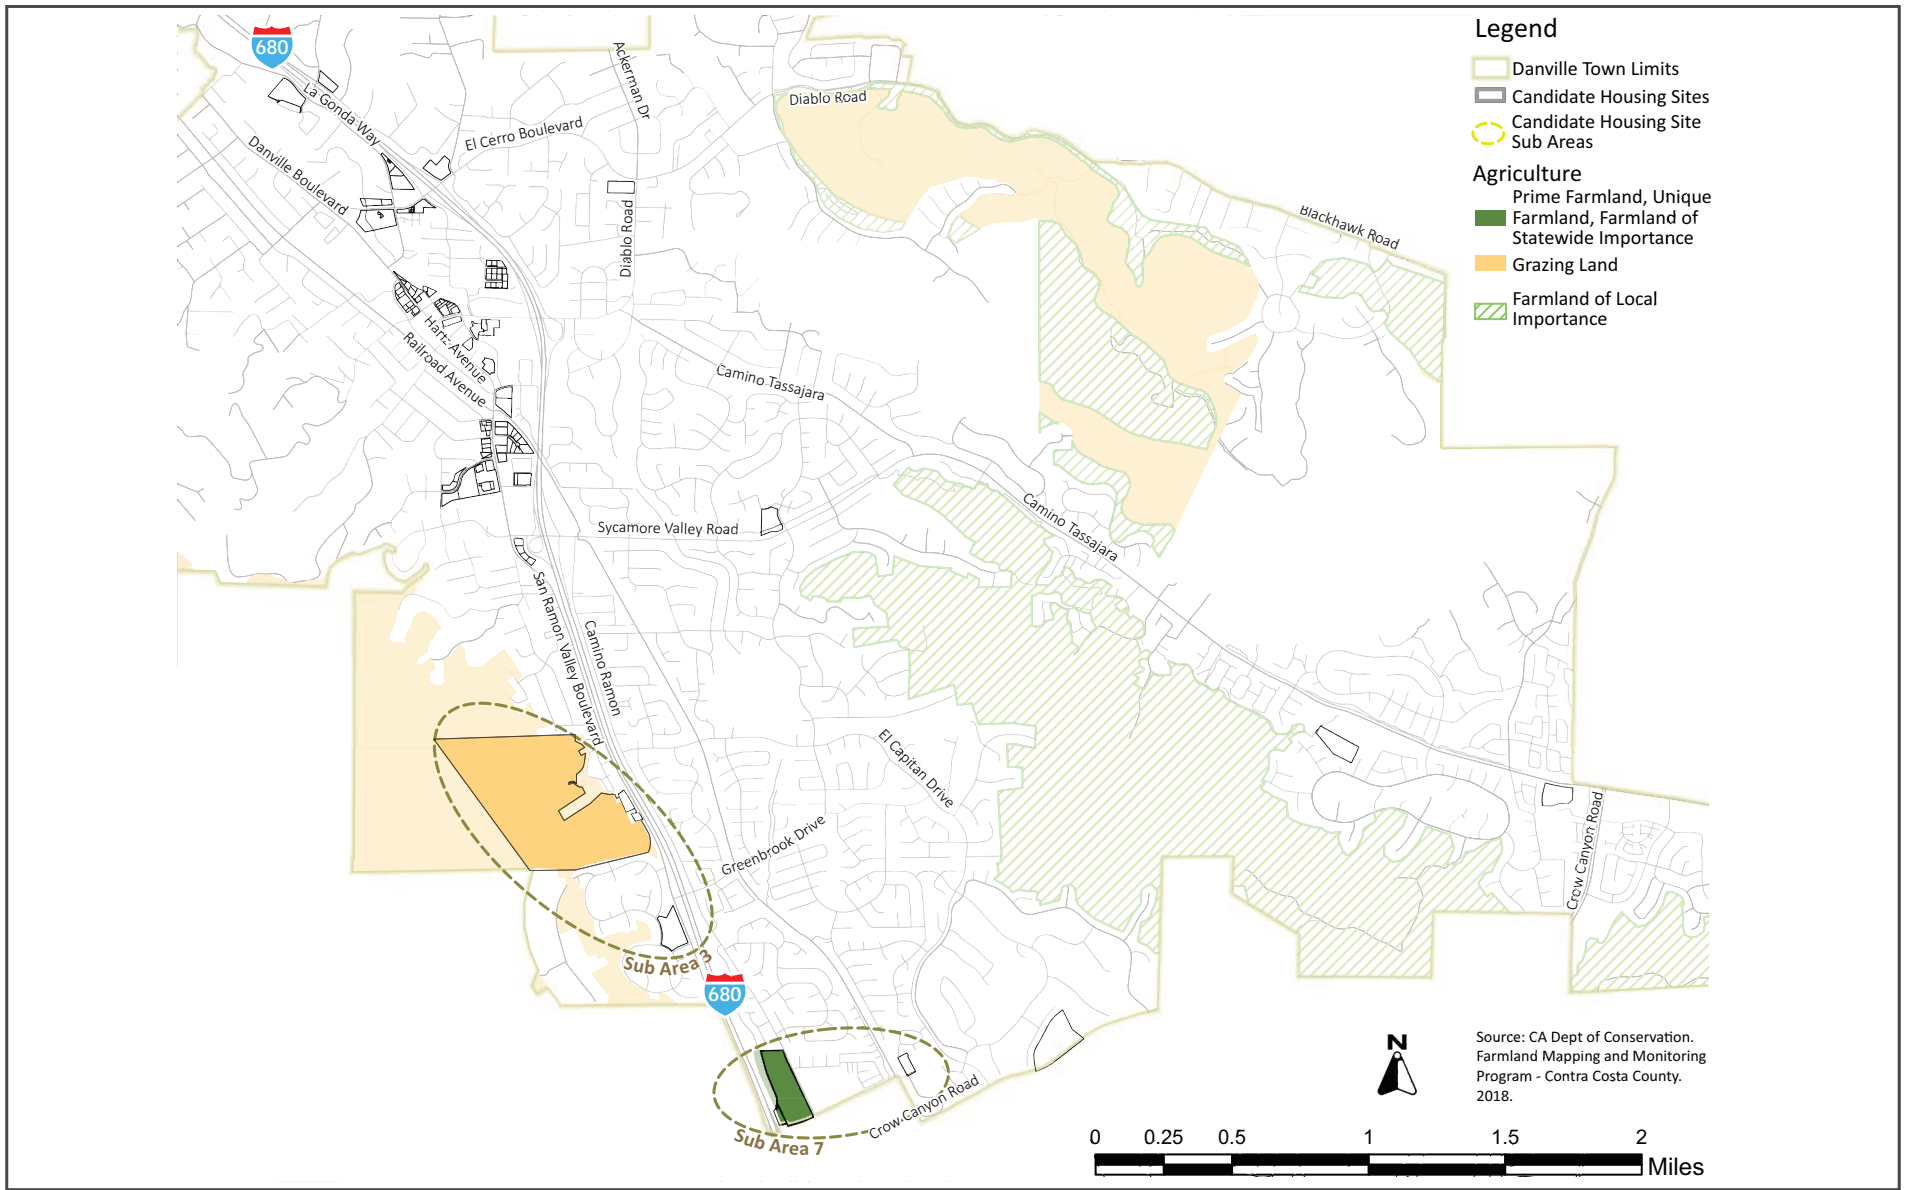 680
La Gonda Way
Ackerman Dr
El Cerro Boulevard
Danville Boulevard
Diablo Road
Diablo Road
Blackhawk Road
Hartz Avenue
Railroad Avenue
Camino Tassajara
Sycamore Valley Road
Camino Tassajara
San Ramon Valley Boulevard
Camino Ramon
El Capitan Drive
Greenbrook Drive
Crow Canyon Road
Sub Area 3
680
Crow Canyon Road
Sub Area 7
Legend
Danville Town Limits
Candidate Housing Sites
Candidate Housing Site
Sub Areas
Agriculture
Prime Farmland, Unique
Farmland, Farmland of
Statewide Importance
Grazing Land
Farmland of Local
Importance
N
Source: CA Dept of Conservation.
Farmland Mapping and Monitoring
Program - Contra Costa County.
2018.
0 0.25 0.5 1 1.5 2
Miles